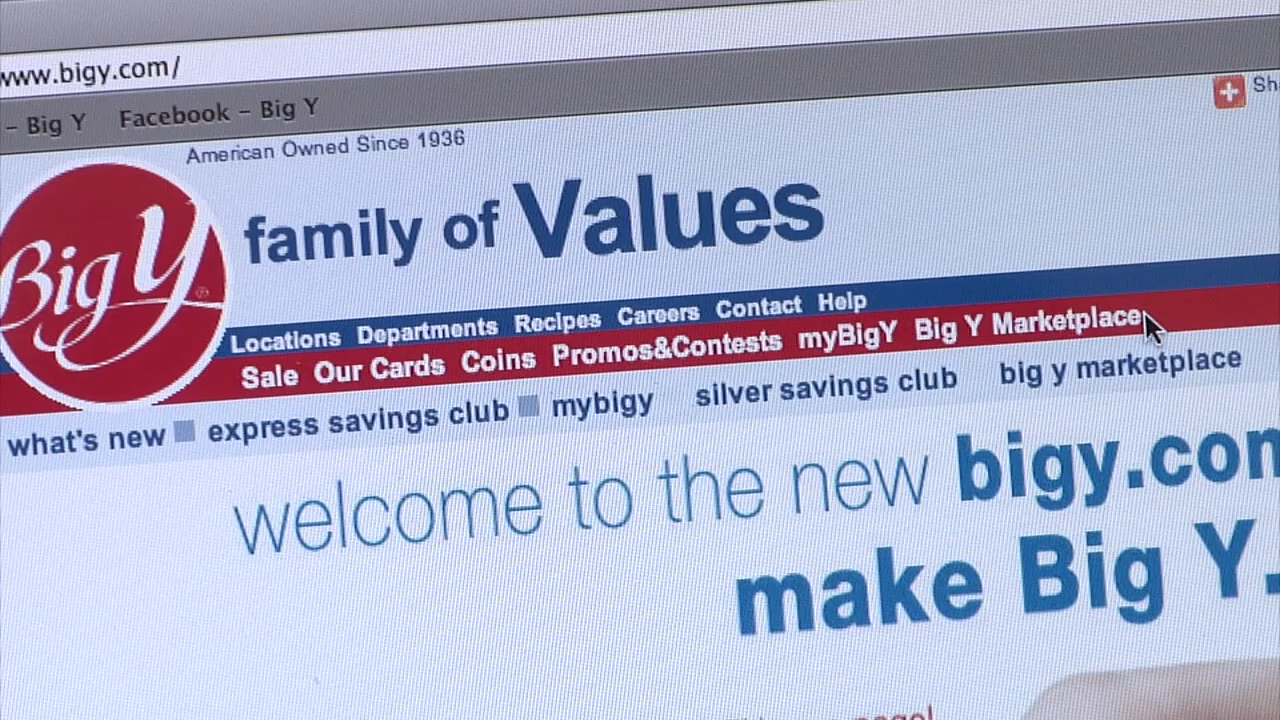 www.bigy.com/
– Big Y Facebook – Big Y
American Owned Since 1936
Big Y
family of Values
Locations Departments Recipes Careers Contact Help
Sale Our Cards Coins Promos&Contests myBigY Big Y Marketplace
what's new express savings club mybigy silver savings club big y marketplace
welcome to the new bigy.com
make Big Y.